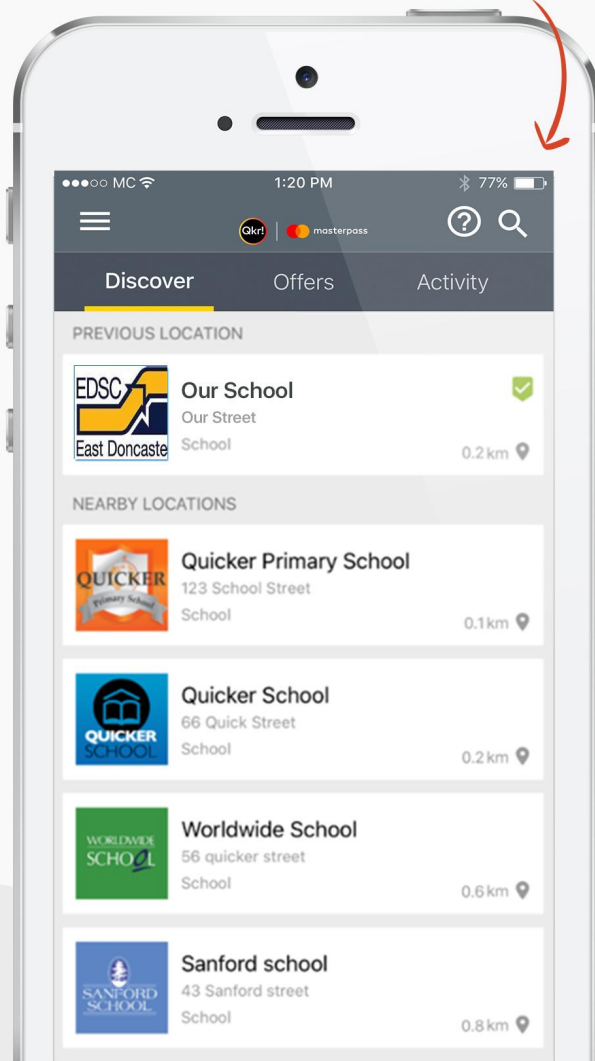 MC
1:20 PM
77%
Qkr!
masterpass
Discover
Offers
Activity
PREVIOUS LOCATION
EDSC
East Doncaste
Our School
Our Street
School
0.2 km
NEARBY LOCATIONS
QUICKER
Primary School
Quicker Primary School
123 School Street
School
0.1 km
QUICKER
SCHOOL
Quicker School
66 Quick Street
School
0.2 km
WORLDWIDE
SCHOOL
Worldwide School
56 quicker street
School
0.6 km
SANFORD
SCHOOL
Sanford school
43 Sanford street
School
0.8 km